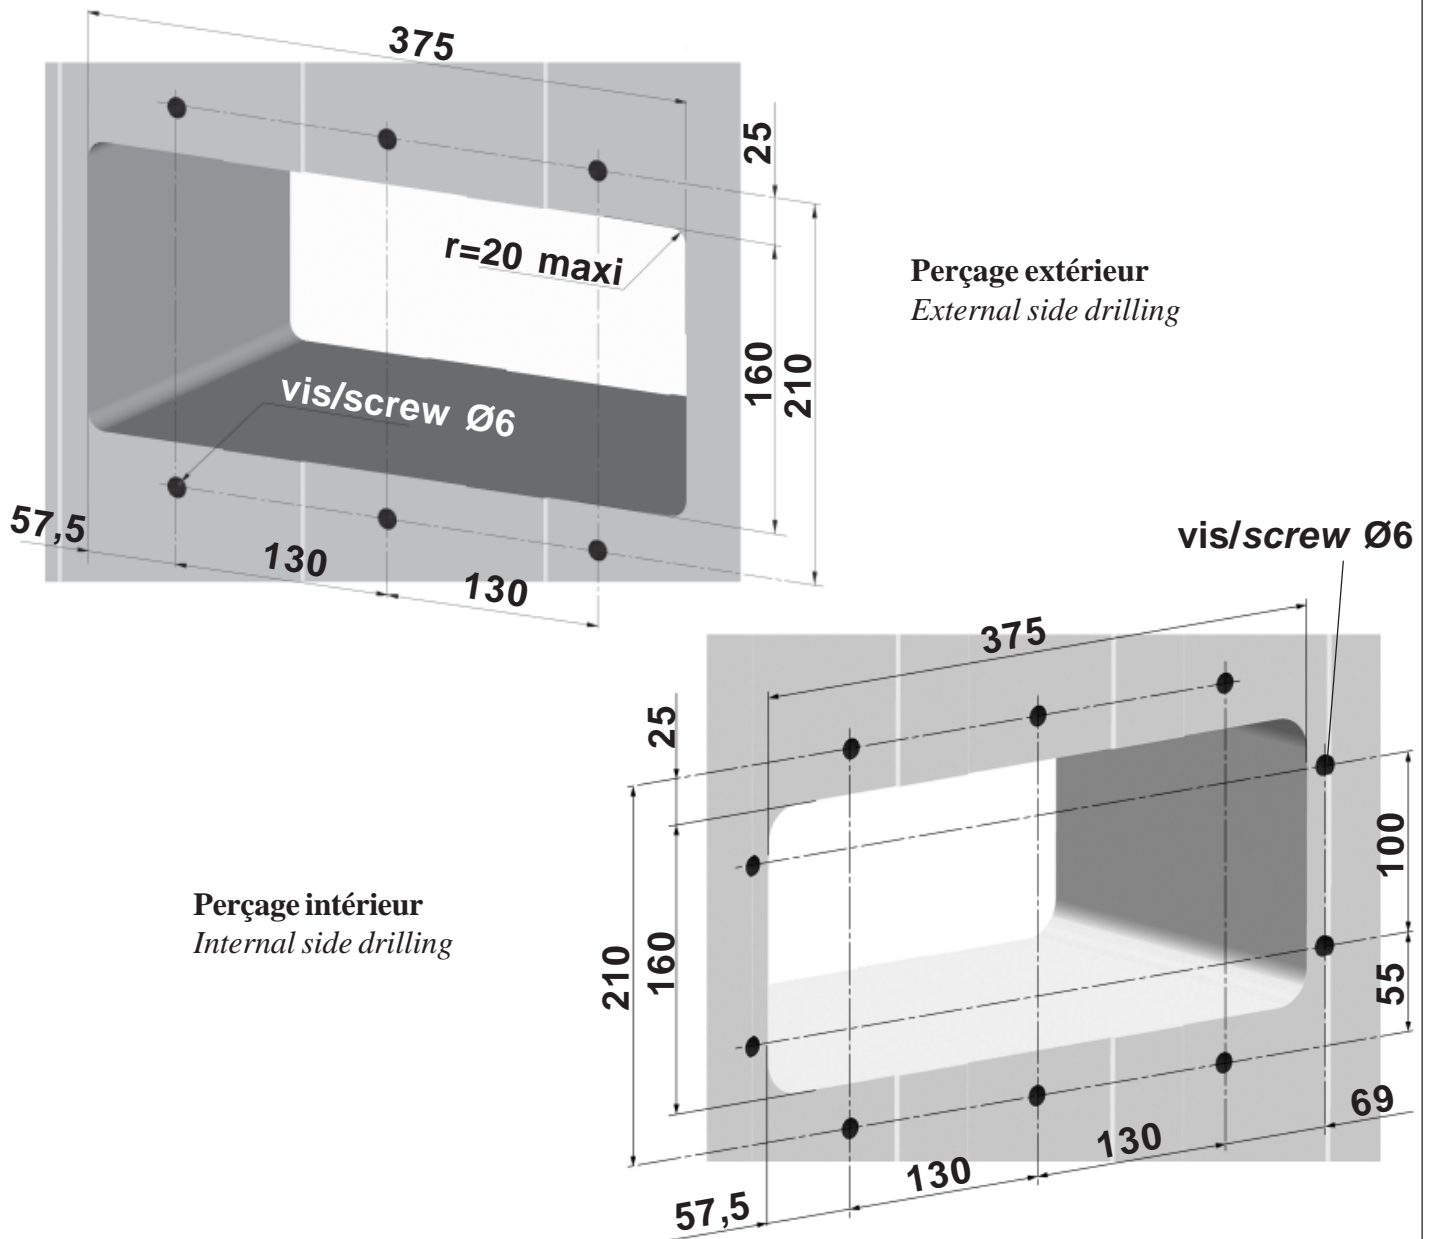 375
25
r=20 maxi
Perçage extérieur
External side drilling
160
210
vis/screw Ø6
57,5
130
130
vis/screw Ø6
375
25
100
Perçage intérieur
Internal side drilling
210
160
55
69
130
130
57,5